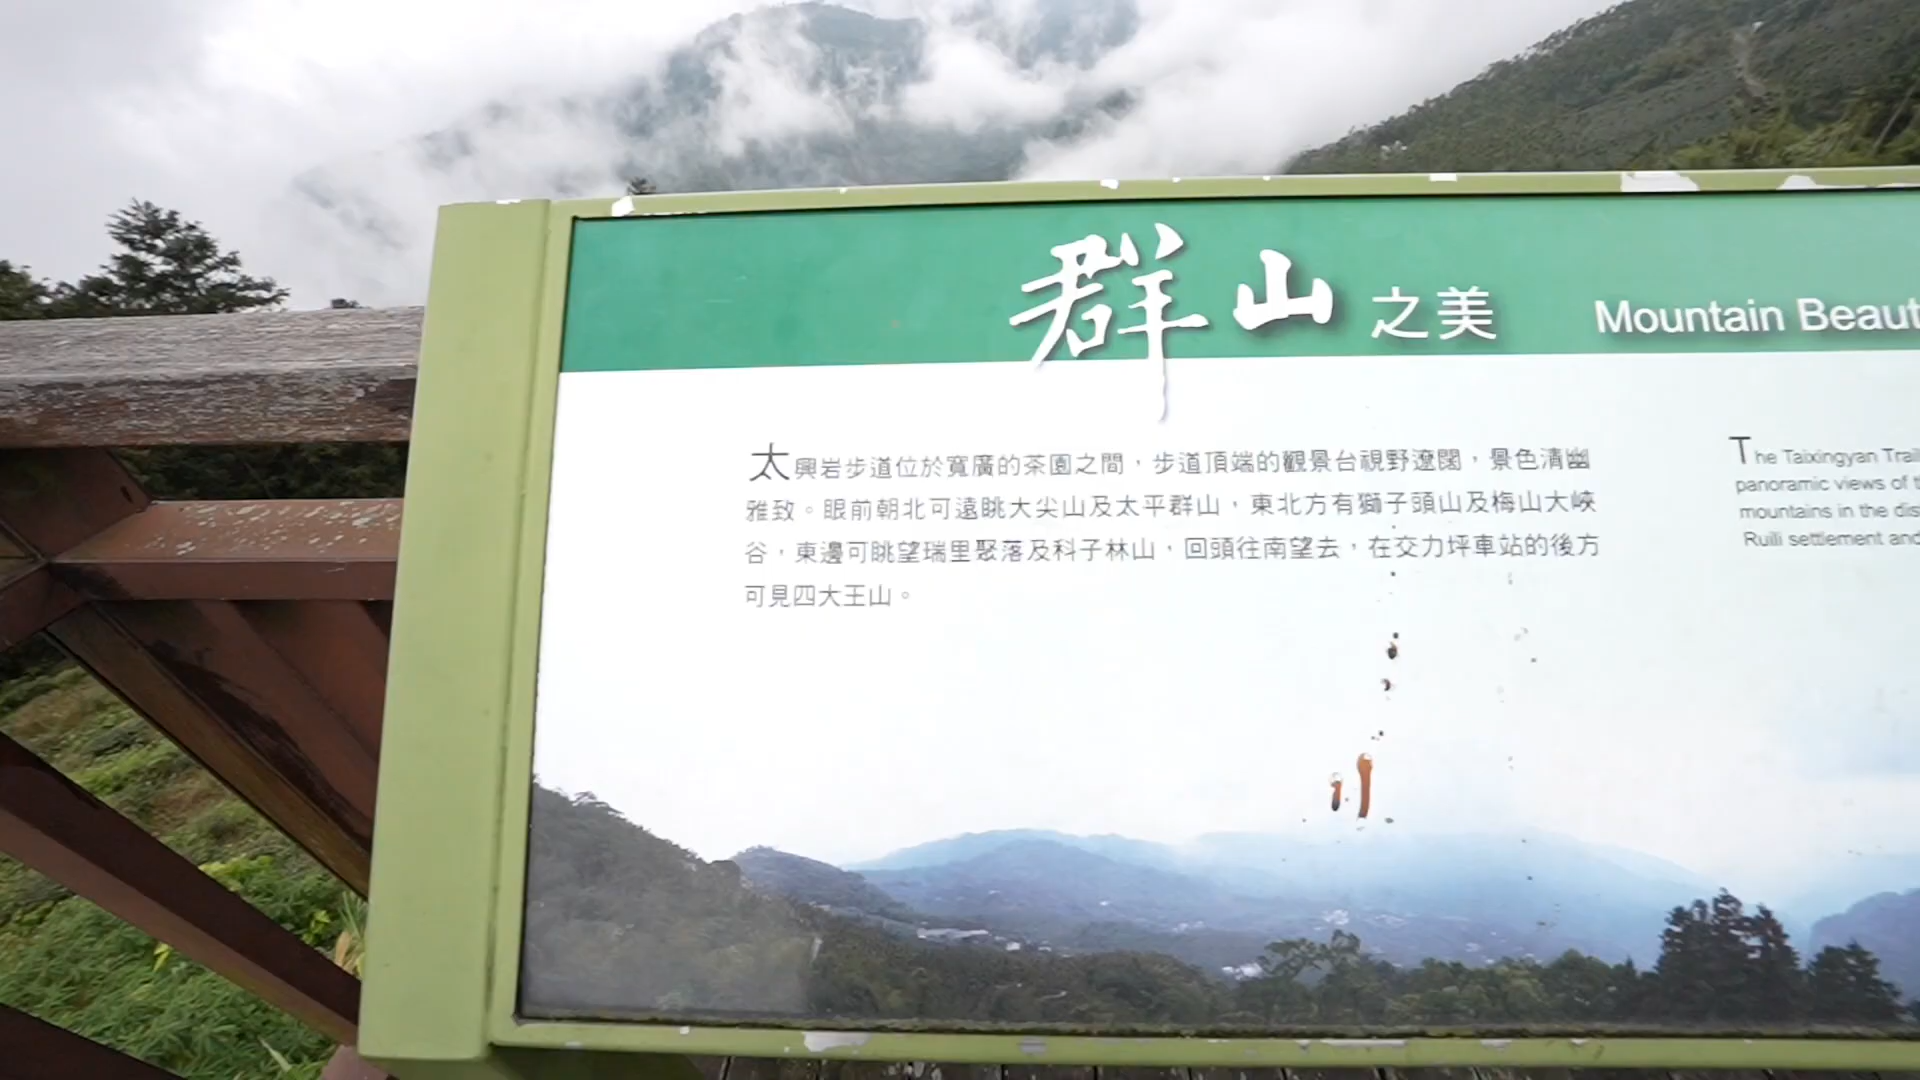 群山之美 Mountain Beaut
太興岩步道位於寬廣的茶園之間，步道頂端的觀景台視野遼闊，景色清幽
雅致。眼前朝北可遠眺大尖山及太平群山，東北方有獅子頭山及梅山大峽
谷，東邊可眺望瑞里聚落及科子林山，回頭往南望去，在交力坪車站的後方
可見四大王山。
The Taixingyan Trail
panoramic views of t
mountains in the dis
Ruili settlement and